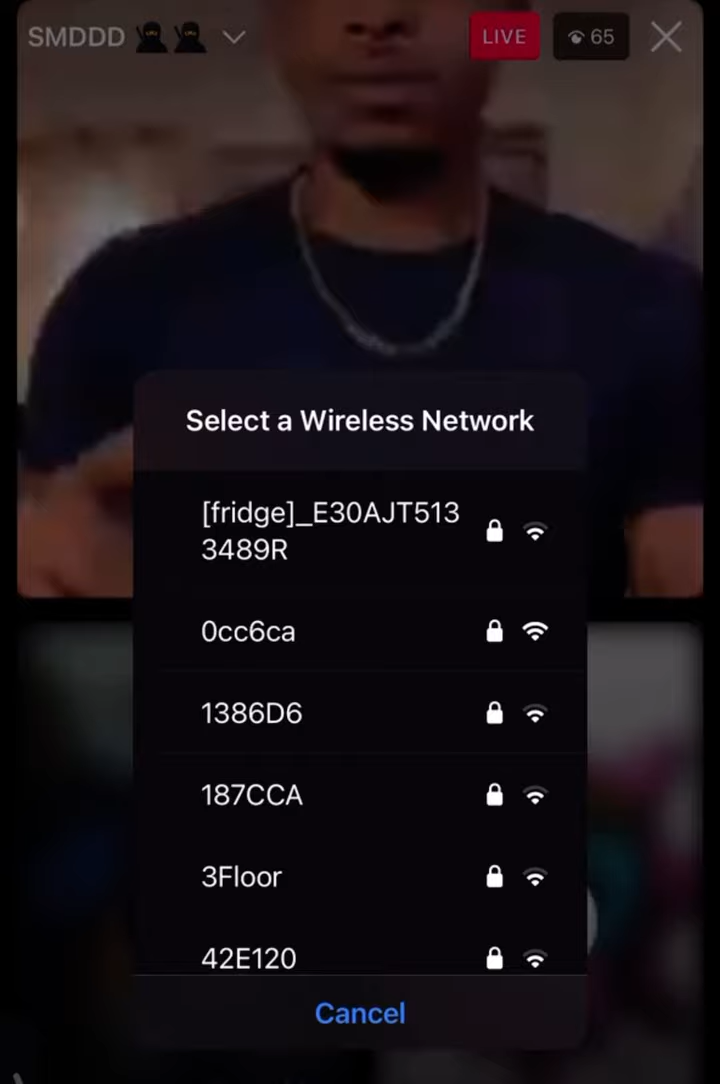 SMDDD 🥷🥷
LIVE
65
Select a Wireless Network
[fridge]_E30AJT513
3489R
0cc6ca
1386D6
187CCA
3Floor
42E120
Cancel